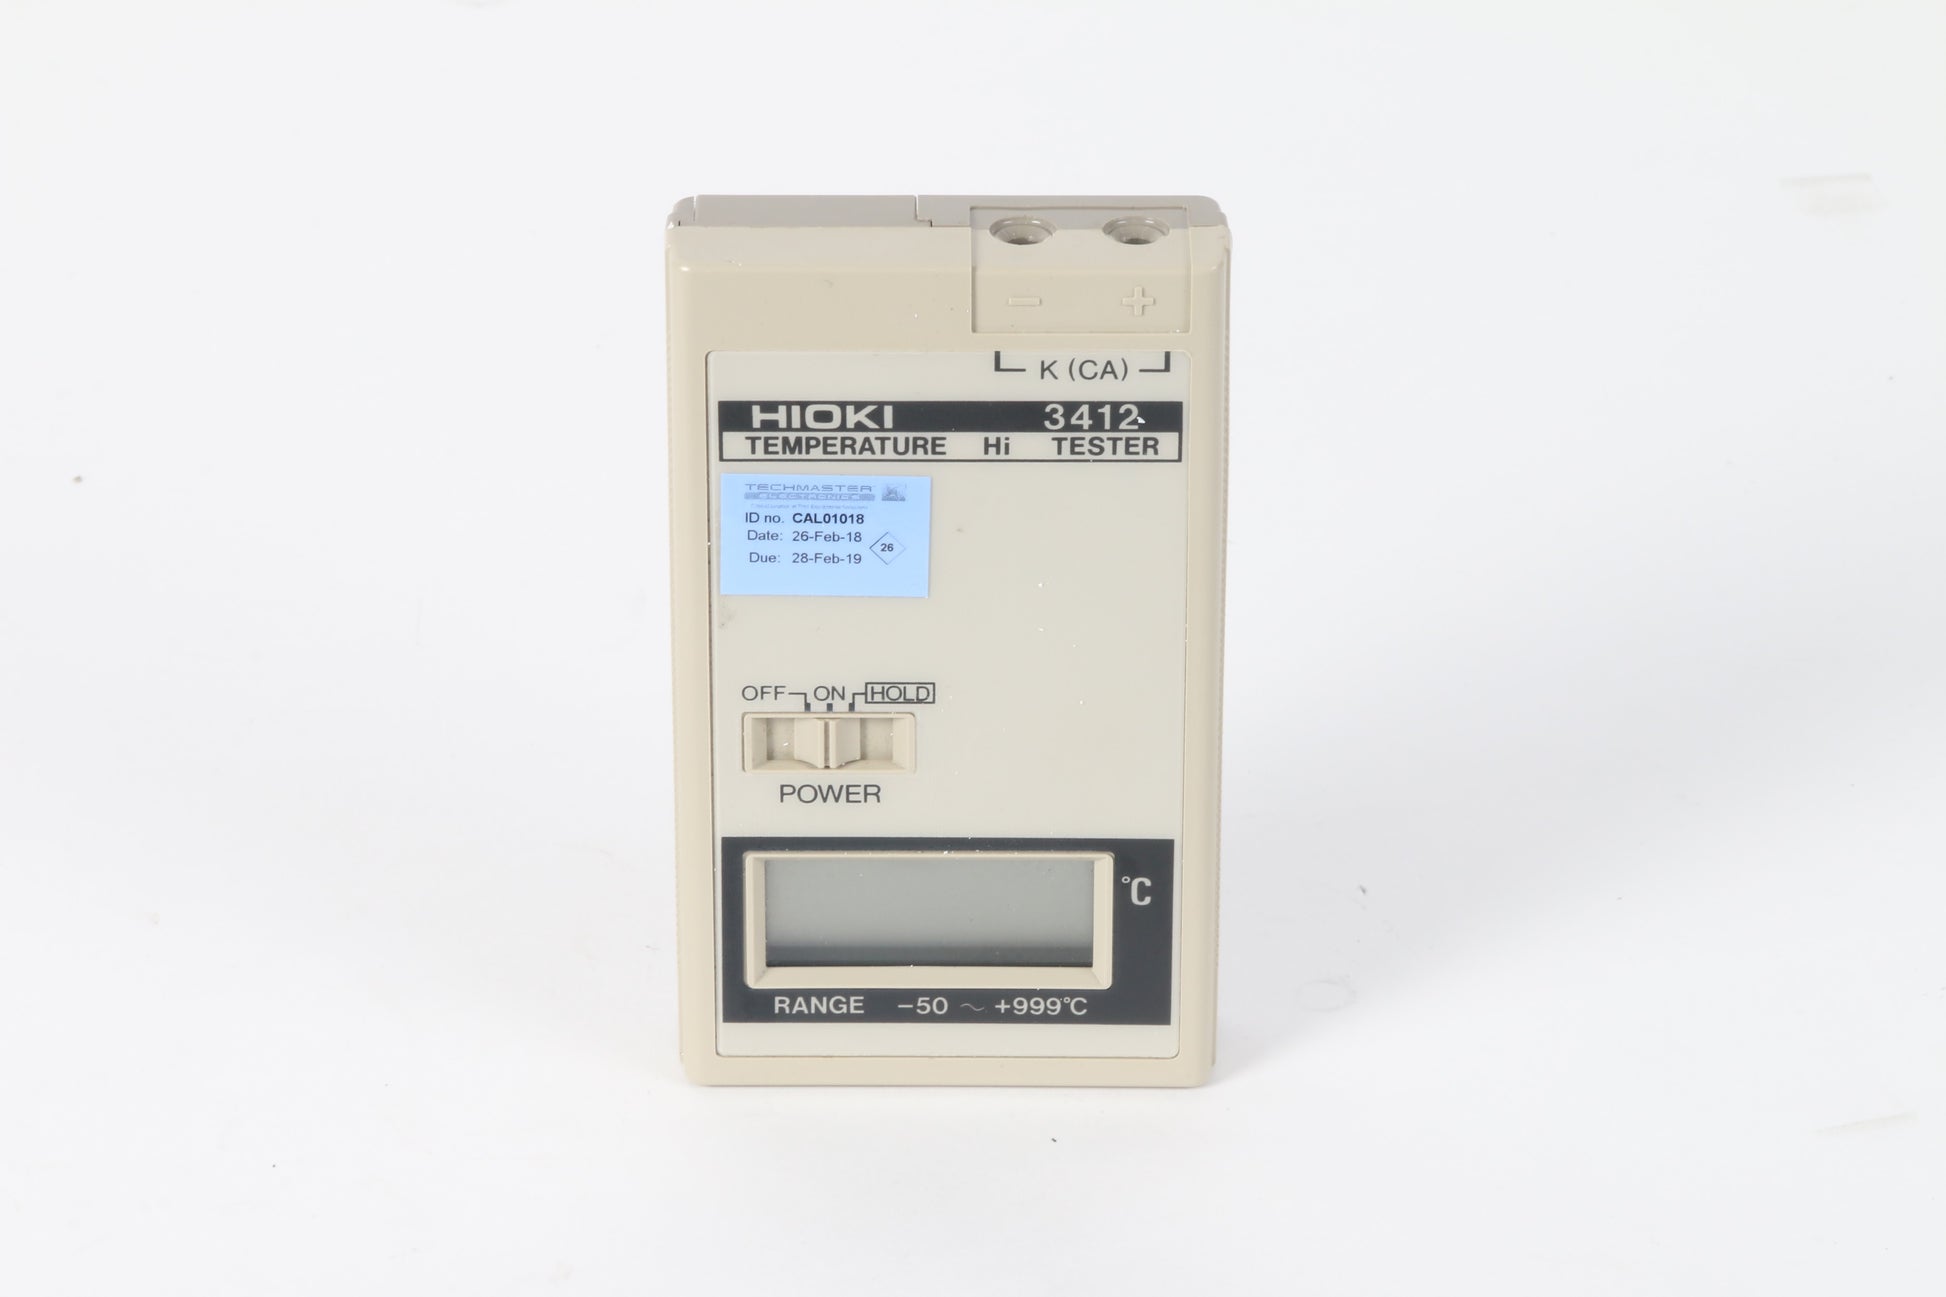 − +
K (CA)
HIOKI 3412
TEMPERATURE Hi TESTER
TECHMASTER
ELECTRONICS
ID no. CAL01018
Date: 26-Feb-18
26
Due: 28-Feb-19
OFF ON HOLD
POWER
°C
RANGE −50 ~ +999°C